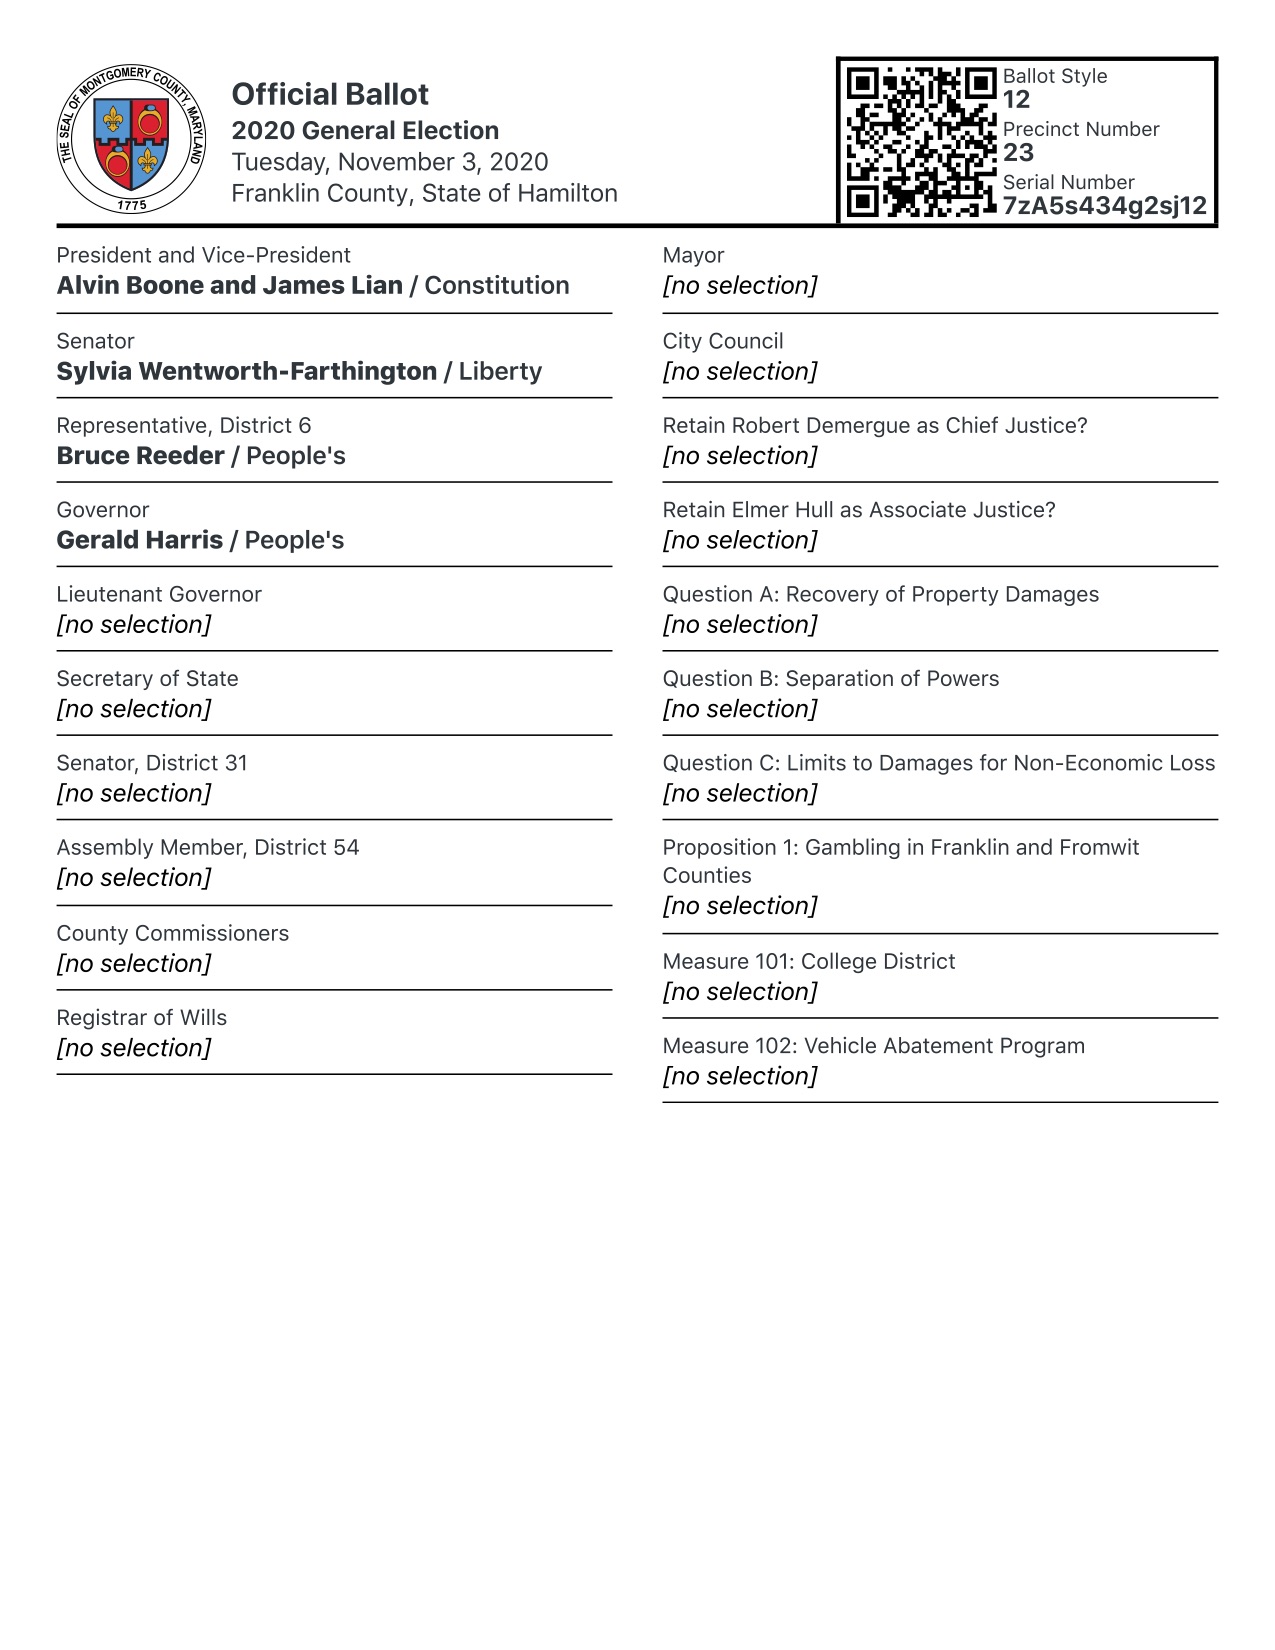 THE SEAL OF MONTGOMERY COUNTY, MARYLAND
1775
Official Ballot
2020 General Election
Tuesday, November 3, 2020
Franklin County, State of Hamilton
Ballot Style
12
Precinct Number
23
Serial Number
7zA5s434g2sj12
President and Vice-President
Alvin Boone and James Lian / Constitution
Senator
Sylvia Wentworth-Farthington / Liberty
Representative, District 6
Bruce Reeder / People's
Governor
Gerald Harris / People's
Lieutenant Governor
[no selection]
Secretary of State
[no selection]
Senator, District 31
[no selection]
Assembly Member, District 54
[no selection]
County Commissioners
[no selection]
Registrar of Wills
[no selection]
Mayor
[no selection]
City Council
[no selection]
Retain Robert Demergue as Chief Justice?
[no selection]
Retain Elmer Hull as Associate Justice?
[no selection]
Question A: Recovery of Property Damages
[no selection]
Question B: Separation of Powers
[no selection]
Question C: Limits to Damages for Non-Economic Loss
[no selection]
Proposition 1: Gambling in Franklin and Fromwit
Counties
[no selection]
Measure 101: College District
[no selection]
Measure 102: Vehicle Abatement Program
[no selection]